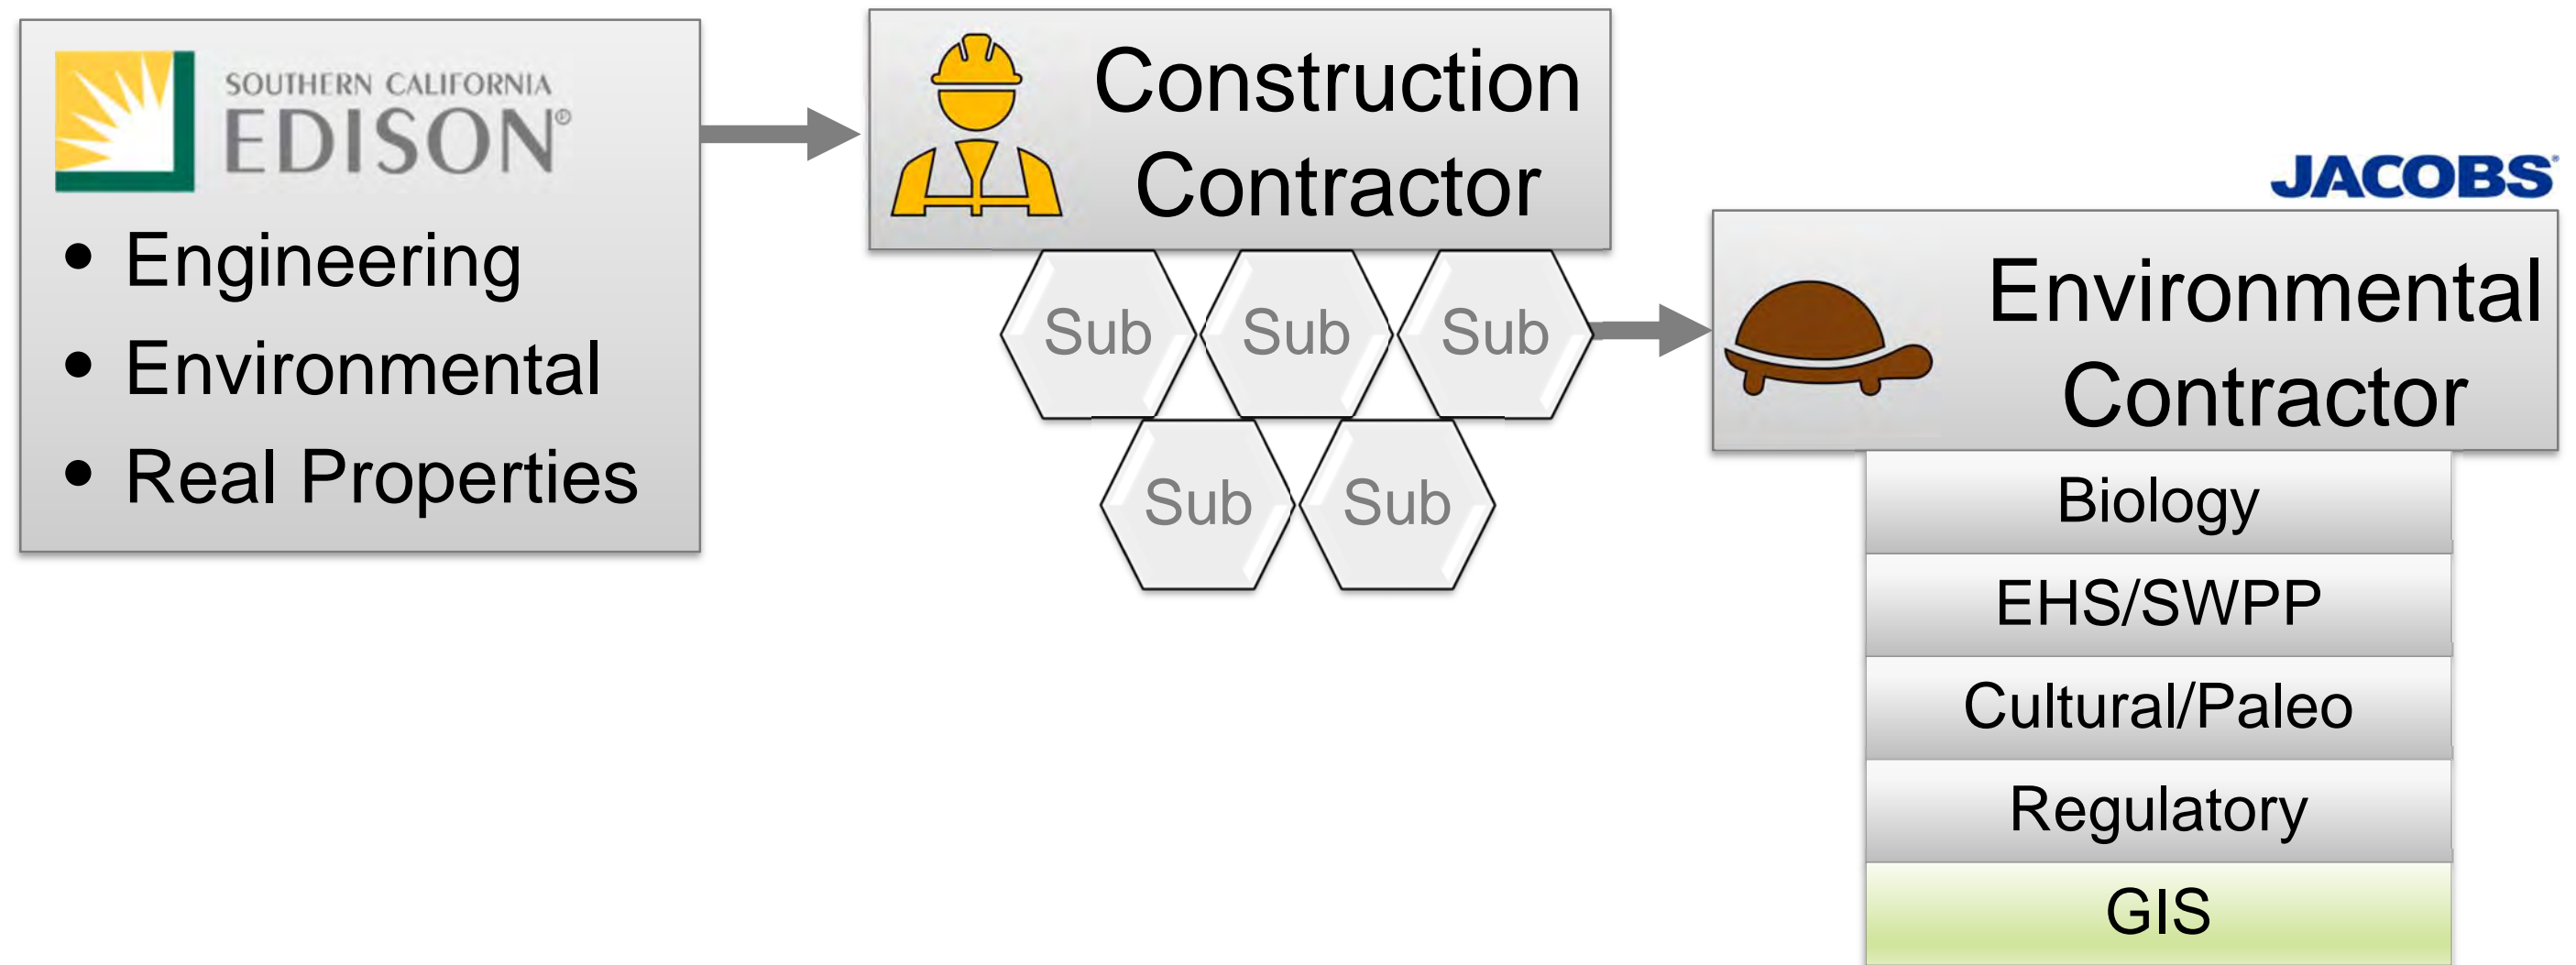 SOUTHERN CALIFORNIA
EDISON®
• Engineering
• Environmental
• Real Properties
Construction
Contractor
Sub Sub Sub
Sub Sub
JACOBS®
Environmental
Contractor
Biology
EHS/SWPP
Cultural/Paleo
Regulatory
GIS